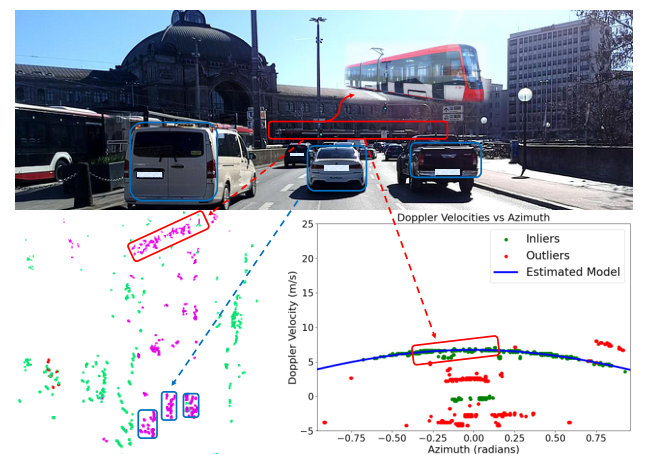 Doppler Velocities vs Azimuth
Inliers
Outliers
Estimated Model
Doppler Velocity (m/s)
25
20
15
10
5
0
−5
−0.75
−0.50
−0.25
0.00
0.25
0.50
0.75
Azimuth (radians)